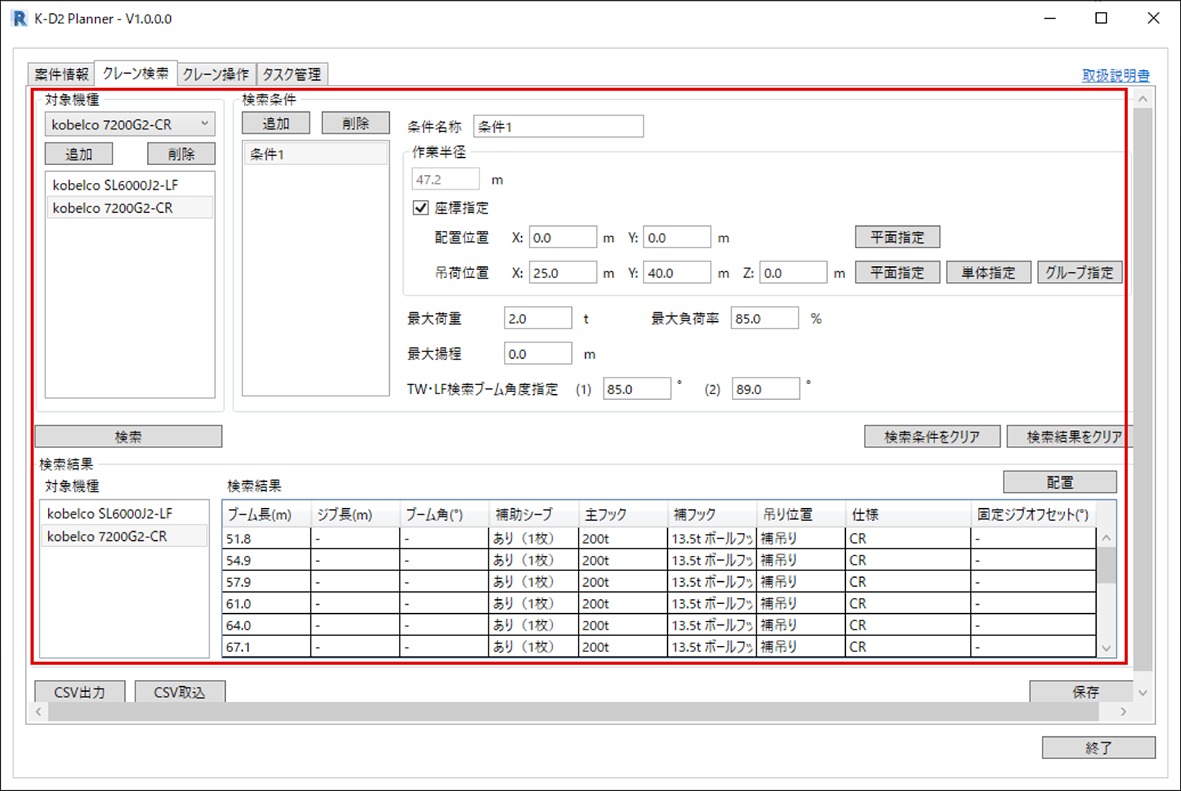 K-D2 Planner - V1.0.0.0
案件情報 クレーン検索 クレーン操作 タスク管理 取扱説明書
対象機種 検索条件
kobelco 7200G2-CR 追加 削除 条件名称 条件1
追加 削除 条件1 作業半径
kobelco SL6000J2-LF 47.2 m
kobelco 7200G2-CR ✓ 座標指定
配置位置 X: 0.0 m Y: 0.0 m 平面指定
吊荷位置 X: 25.0 m Y: 40.0 m Z: 0.0 m 平面指定 単体指定 グループ指定
最大荷重 2.0 t 最大負荷率 85.0 %
最大揚程 0.0 m
TW・LF検索ブーム角度指定 (1) 85.0 ° (2) 89.0 °
検索 検索条件をクリア 検索結果をクリア
検索結果
対象機種 検索結果 配置
kobelco SL6000J2-LF
kobelco 7200G2-CR
ブーム長(m) ジブ長(m) ブーム角(°) 補助シーブ 主フック 補フック 吊り位置 仕様 固定ジブオフセット(°)
51.8 - - あり（1枚） 200t 13.5t ボールフッ 補吊り CR -
54.9 - - あり（1枚） 200t 13.5t ボールフッ 補吊り CR -
57.9 - - あり（1枚） 200t 13.5t ボールフッ 補吊り CR -
61.0 - - あり（1枚） 200t 13.5t ボールフッ 補吊り CR -
64.0 - - あり（1枚） 200t 13.5t ボールフッ 補吊り CR -
67.1 - - あり（1枚） 200t 13.5t ボールフッ 補吊り CR -
CSV出力 CSV取込 保存
終了